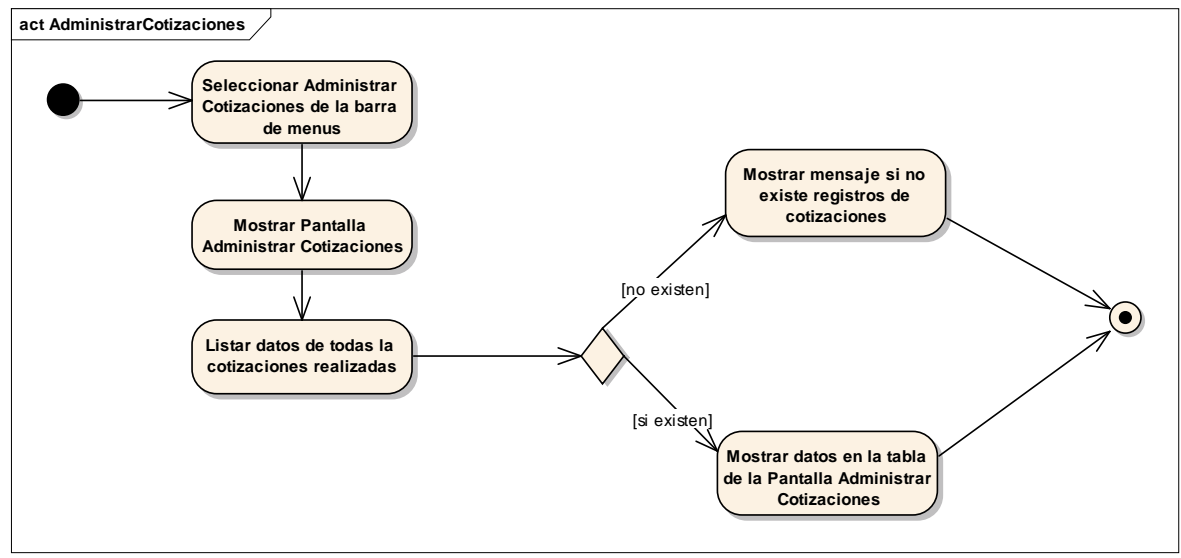 act AdministrarCotizaciones
Seleccionar Administrar
Cotizaciones de la barra
de menus
Mostrar Pantalla
Administrar Cotizaciones
Listar datos de todas la
cotizaciones realizadas
[no existen]
Mostrar mensaje si no
existe registros de
cotizaciones
[si existen]
Mostrar datos en la tabla
de la Pantalla Administrar
Cotizaciones